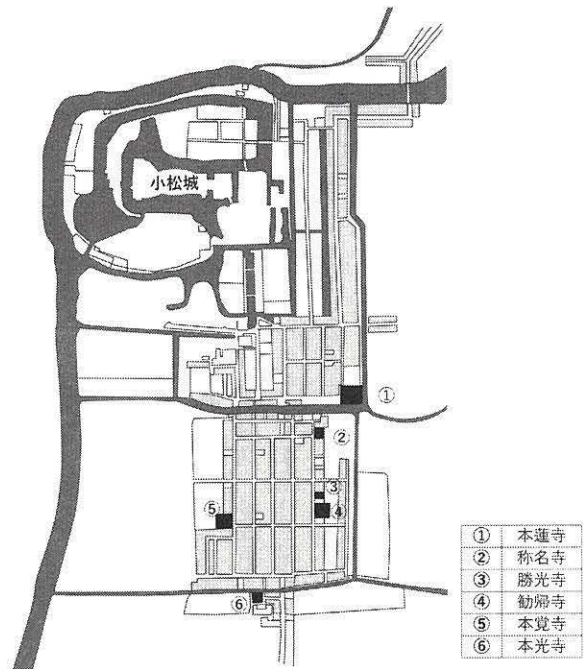 小松城
①
②
③
④
⑤
⑥
① 本蓮寺
② 称名寺
③ 勝光寺
④ 勧帰寺
⑤ 本覚寺
⑥ 本光寺